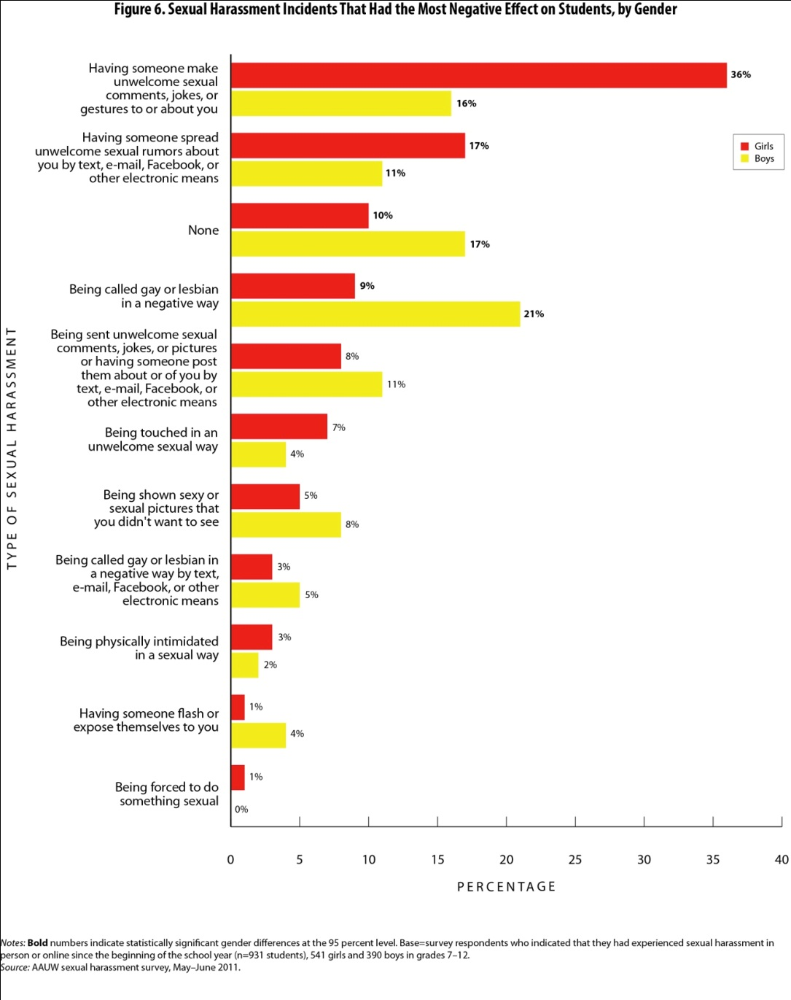 Figure 6. Sexual Harassment Incidents That Had the Most Negative Effect on Students, by Gender
TYPE OF SEXUAL HARASSMENT
Having someone make
unwelcome sexual
comments, jokes, or
gestures to or about you
36%
16%
Having someone spread
unwelcome sexual rumors about
you by text, e-mail, Facebook, or
other electronic means
17%
11%
Girls
Boys
None
10%
17%
Being called gay or lesbian
in a negative way
9%
21%
Being sent unwelcome sexual
comments, jokes, or pictures
or having someone post
them about or of you by
text, e-mail, Facebook, or
other electronic means
8%
11%
Being touched in an
unwelcome sexual way
7%
4%
Being shown sexy or
sexual pictures that
you didn't want to see
5%
8%
Being called gay or lesbian in
a negative way by text,
e-mail, Facebook, or other
electronic means
3%
5%
Being physically intimidated
in a sexual way
3%
2%
Having someone flash or
expose themselves to you
1%
4%
Being forced to do
something sexual
1%
0%
0 5 10 15 20 25 30 35 40
PERCENTAGE
Notes: Bold numbers indicate statistically significant gender differences at the 95 percent level. Base=survey respondents who indicated that they had experienced sexual harassment in
person or online since the beginning of the school year (n=931 students), 541 girls and 390 boys in grades 7–12.
Source: AAUW sexual harassment survey, May–June 2011.